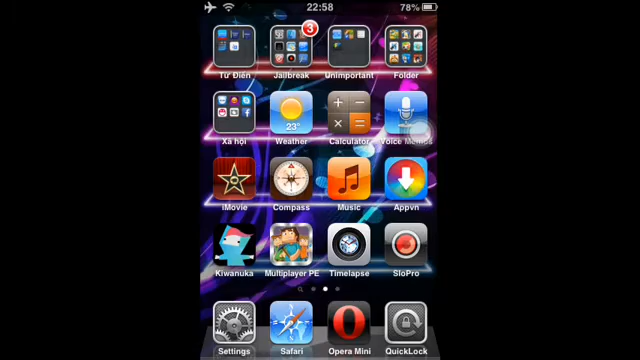 22:58 78%
3
Từ Điển Jailbreak Unimportant Folder
23°
Xã hội Weather Calculator Voice Memos
iMovie Compass Music Appvn
Kiwanuka Multiplayer PE Timelapse SloPro
Settings Safari Opera Mini QuickLock